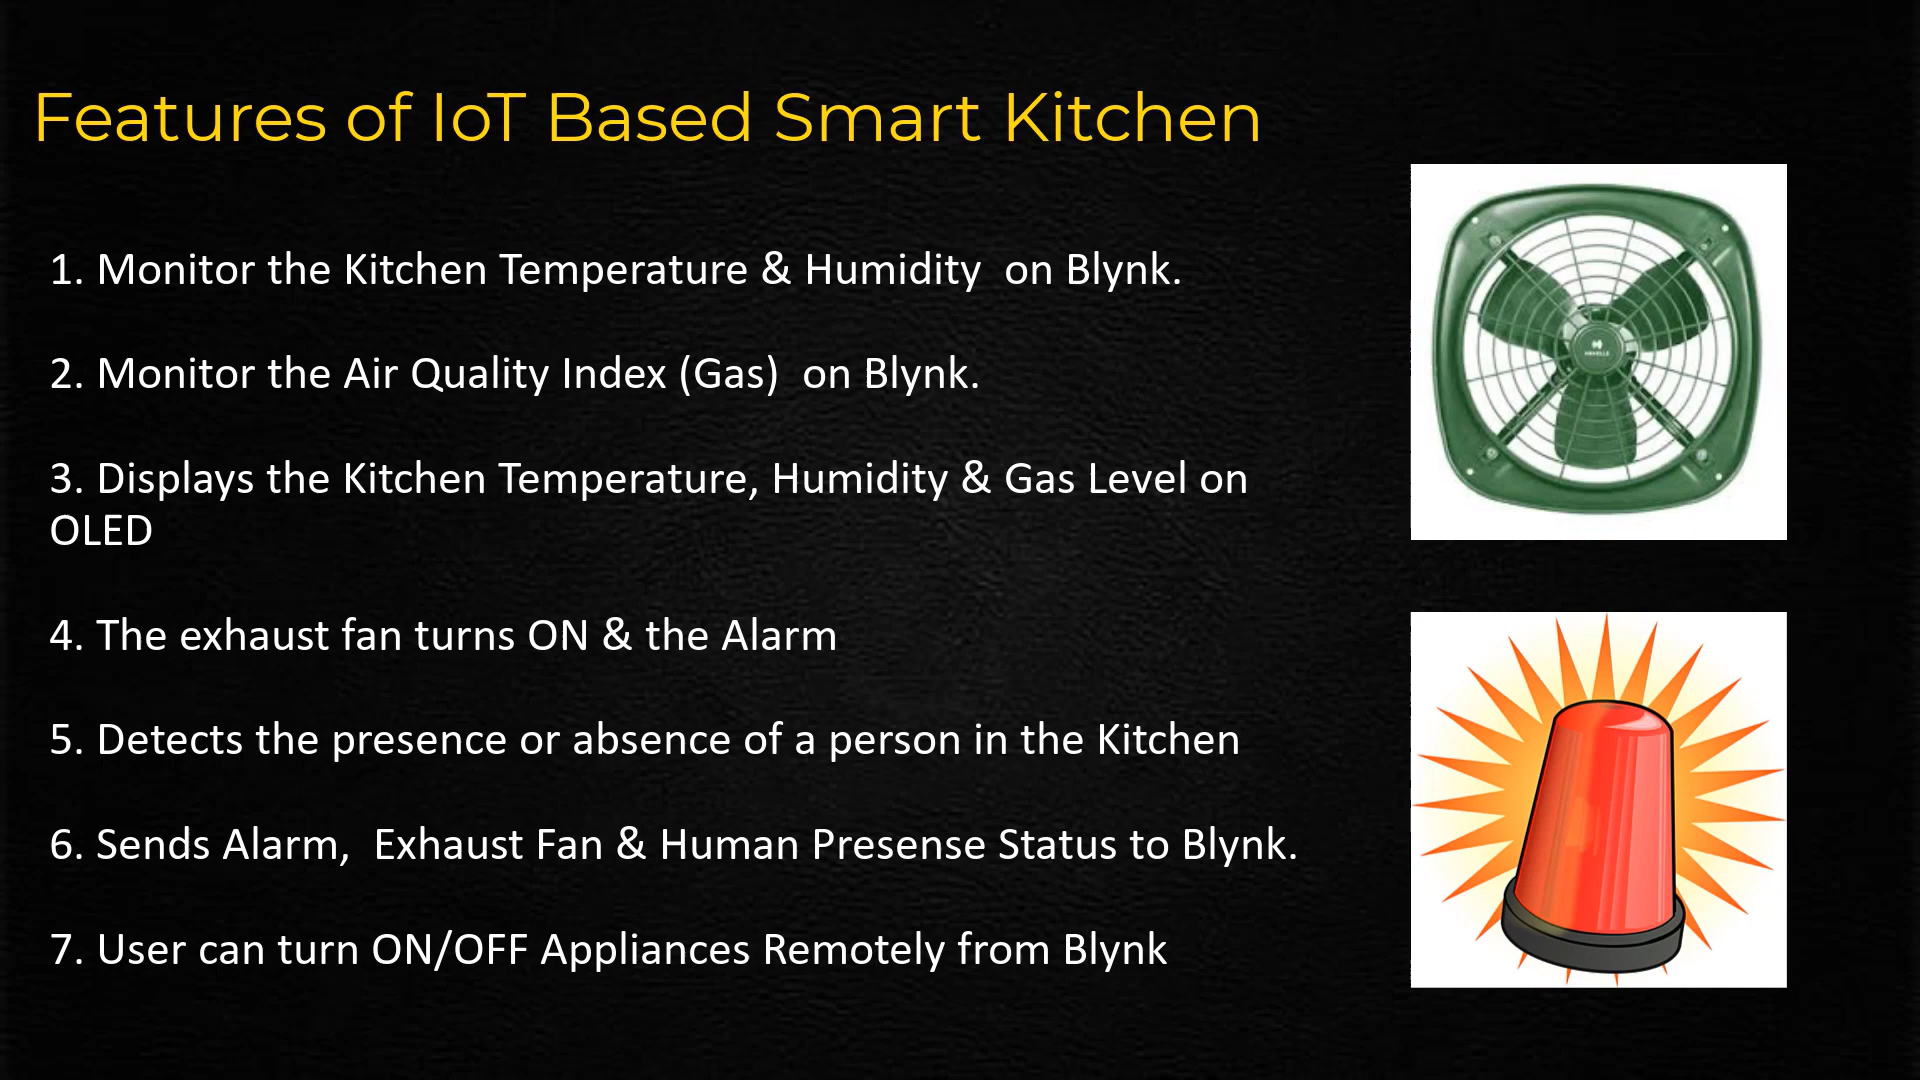 Features of IoT Based Smart Kitchen
1. Monitor the Kitchen Temperature & Humidity  on Blynk.
2. Monitor the Air Quality Index (Gas)  on Blynk.
3. Displays the Kitchen Temperature, Humidity & Gas Level on
OLED
4. The exhaust fan turns ON & the Alarm
5. Detects the presence or absence of a person in the Kitchen
6. Sends Alarm,  Exhaust Fan & Human Presense Status to Blynk.
7. User can turn ON/OFF Appliances Remotely from Blynk